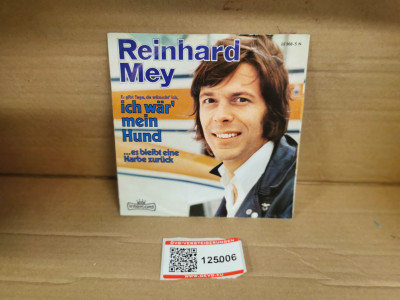 Reinhard
Mey
Es gibt Tage, da wünscht' ich,
ich wär'
mein
Hund
...es bleibt eine
Narbe zurück
125006